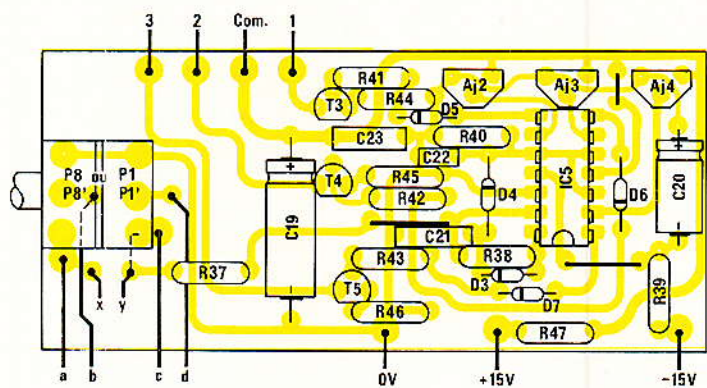 3 2 Com. 1
R41
Aj2 Aj3 Aj4
R44
T3
D5
C23
R40
C22
P8 ou P1
P8' P1'
R45
T4
R42
D4
IC5
D6
C20
C19
C21
R43
R38
R37
D3
T5
D7
R39
R46
R47
x y
a b c d 0V +15V -15V